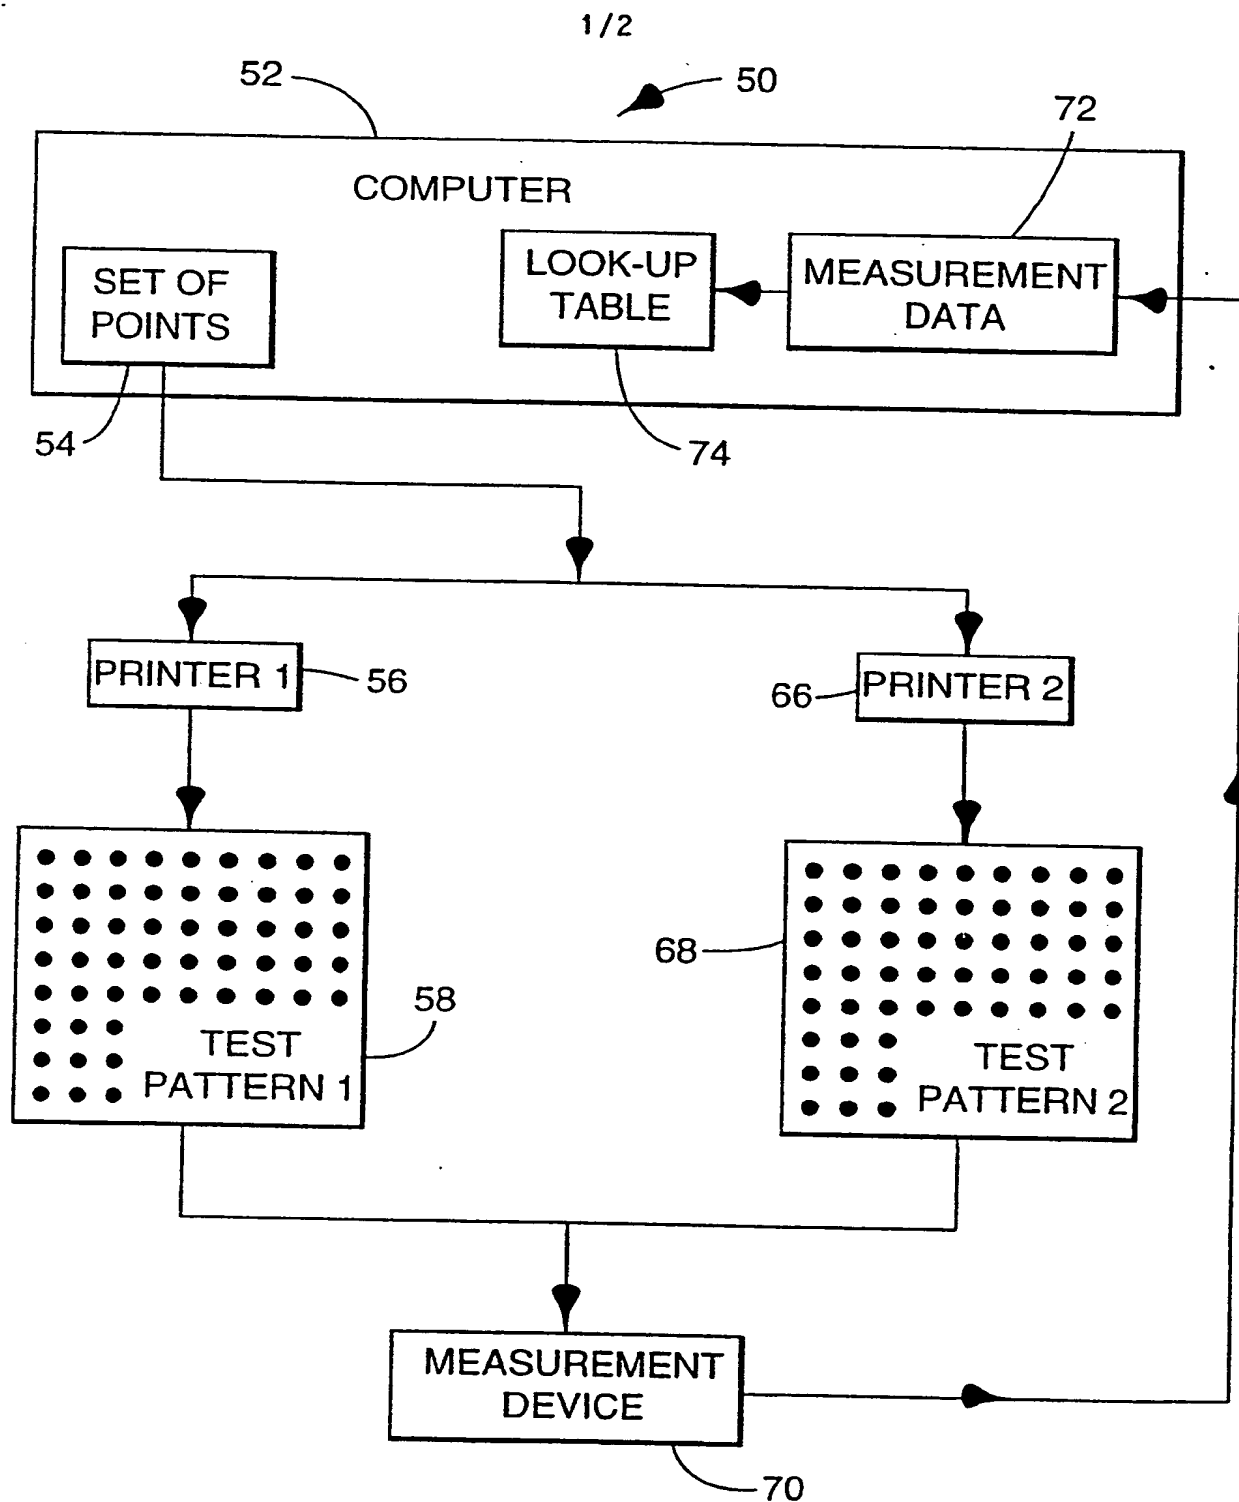 1/2
52
50
72
COMPUTER
SET OF
POINTS
LOOK-UP
TABLE
MEASUREMENT
DATA
54
74
PRINTER 1
56
66
PRINTER 2
68
58
TEST
PATTERN 1
TEST
PATTERN 2
MEASUREMENT
DEVICE
70